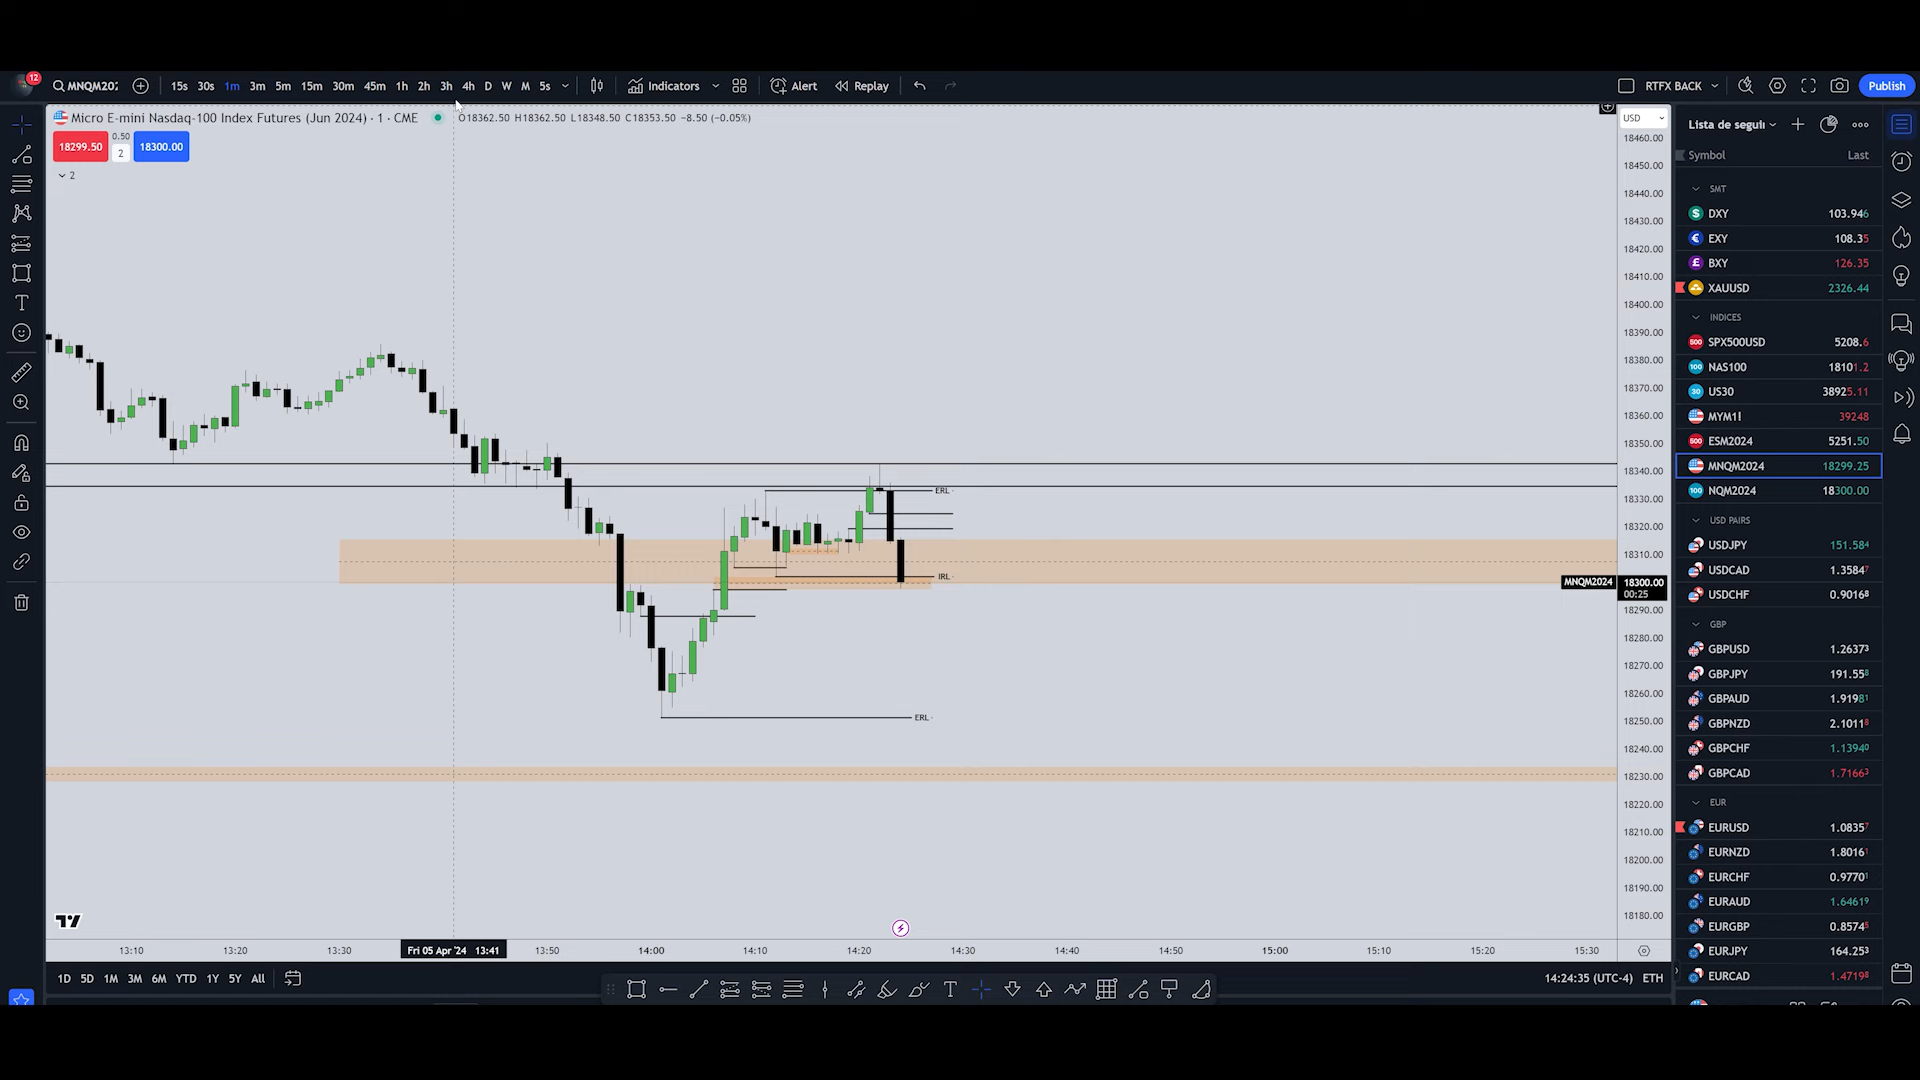 12
MNQM202
15s 30s 1m 3m 5m 15m 30m 45m 1h 2h 3h 4h D W M 5s
Indicators
Alert
Replay
RTFX BACK
Publish
Micro E-mini Nasdaq-100 Index Futures (Jun 2024) · 1 · CME
O18362.50 H18362.50 L18348.50 C18353.50 −8.50 (−0.05%)
18299.50
0.50
2
18300.00
2
USD
18460.00
18450.00
18440.00
18430.00
18420.00
18410.00
18400.00
18390.00
18380.00
18370.00
18360.00
18350.00
18340.00
18330.00
18320.00
18310.00
MNQM2024
18300.00
00:25
18290.00
18280.00
18270.00
18260.00
18250.00
18240.00
18230.00
18220.00
18210.00
18200.00
18190.00
18180.00
ERL
IRL
ERL
13:10
13:20
13:30
Fri 05 Apr '24 13:41
13:50
14:00
14:10
14:20
14:30
14:40
14:50
15:00
15:10
15:20
15:30
1D 5D 1M 3M 6M YTD 1Y 5Y All
14:24:35 (UTC-4) ETH
Lista de segui
Symbol Last
SMT
DXY 103.946
EXY 108.35
BXY 126.35
XAUUSD 2326.44
INDICES
SPX500USD 5208.6
NAS100 18101.2
US30 38925.11
MYM1! 39248
ESM2024 5251.50
MNQM2024 18299.25
NQM2024 18300.00
USD PAIRS
USDJPY 151.584
USDCAD 1.35847
USDCHF 0.90168
GBP
GBPUSD 1.26373
GBPJPY 191.558
GBPAUD 1.91981
GBPNZD 2.10118
GBPCHF 1.13940
GBPCAD 1.71663
EUR
EURUSD 1.08357
EURNZD 1.80161
EURCHF 0.97701
EURAUD 1.64619
EURGBP 0.85745
EURJPY 164.253
EURCAD 1.47198